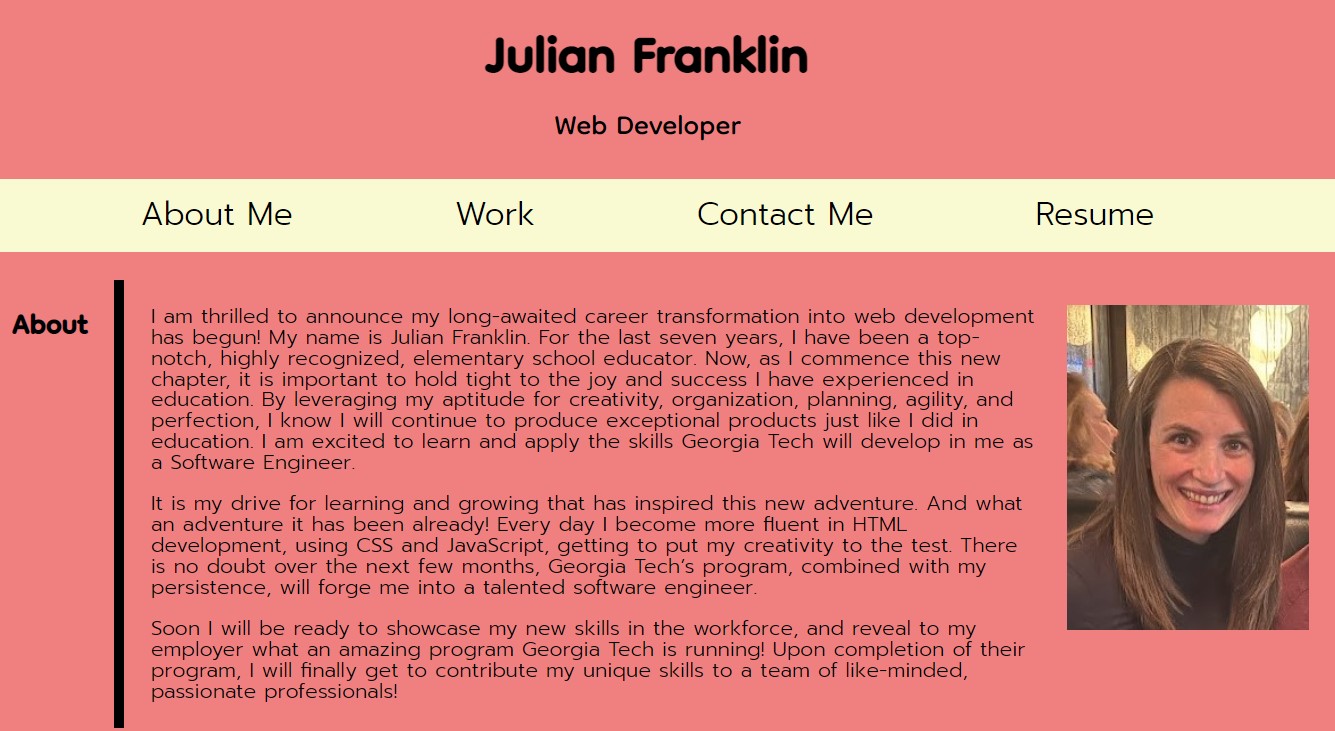 Julian Franklin
Web Developer
About Me Work Contact Me Resume
About
I am thrilled to announce my long-awaited career transformation into web development
has begun! My name is Julian Franklin. For the last seven years, I have been a top-
notch, highly recognized, elementary school educator. Now, as I commence this new
chapter, it is important to hold tight to the joy and success I have experienced in
education. By leveraging my aptitude for creativity, organization, planning, agility, and
perfection, I know I will continue to produce exceptional products just like I did in
education. I am excited to learn and apply the skills Georgia Tech will develop in me as
a Software Engineer.
It is my drive for learning and growing that has inspired this new adventure. And what
an adventure it has been already! Every day I become more fluent in HTML
development, using CSS and JavaScript, getting to put my creativity to the test. There
is no doubt over the next few months, Georgia Tech's program, combined with my
persistence, will forge me into a talented software engineer.
Soon I will be ready to showcase my new skills in the workforce, and reveal to my
employer what an amazing program Georgia Tech is running! Upon completion of their
program, I will finally get to contribute my unique skills to a team of like-minded,
passionate professionals!